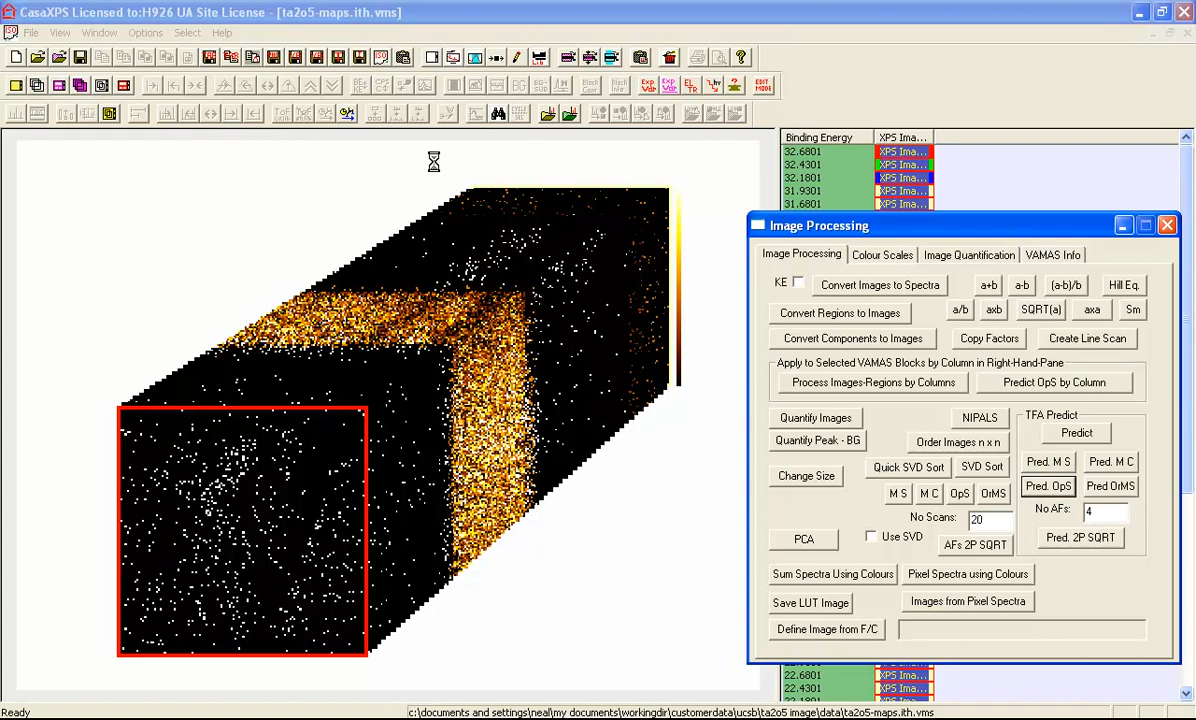 CasaXPS Licensed to:H926 UA Site License - [ta2o5-maps.ith.vms]
File View Window Options Select Help
Binding Energy XPS Ima...
32.6801 XPS Ima...
32.4301 XPS Ima...
32.1801 XPS Ima...
31.9301 XPS Ima...
31.6801 XPS Ima...
Image Processing
Image Processing Colour Scales Image Quantification VAMAS Info
KE Convert Images to Spectra a+b a-b (a-b)/b Hill Eq.
Convert Regions to Images a/b axb SQRT(a) axa Sm
Convert Components to Images Copy Factors Create Line Scan
Apply to Selected VAMAS Blocks by Column in Right-Hand-Pane
Process Images-Regions by Columns Predict OpS by Column
Quantify Images NIPALS TFA Predict
Quantify Peak - BG Order Images n x n Predict
Change Size Quick SVD Sort SVD Sort Pred. M S Pred. M C
M S M C OpS OrMS Pred. OpS Pred OrMS
No Scans: 20 No AFs: 4
PCA Use SVD AFs 2P SQRT Pred. 2P SQRT
Sum Spectra Using Colours Pixel Spectra using Colours
Save LUT Image Images from Pixel Spectra
Define Image from F/C
22.6801 XPS Ima...
22.4301 XPS Ima...
Ready c:\documents and settings\neal\my documents\workingdir\customerdata\ucsb\ta2o5 image\data\ta2o5-maps.ith.vms